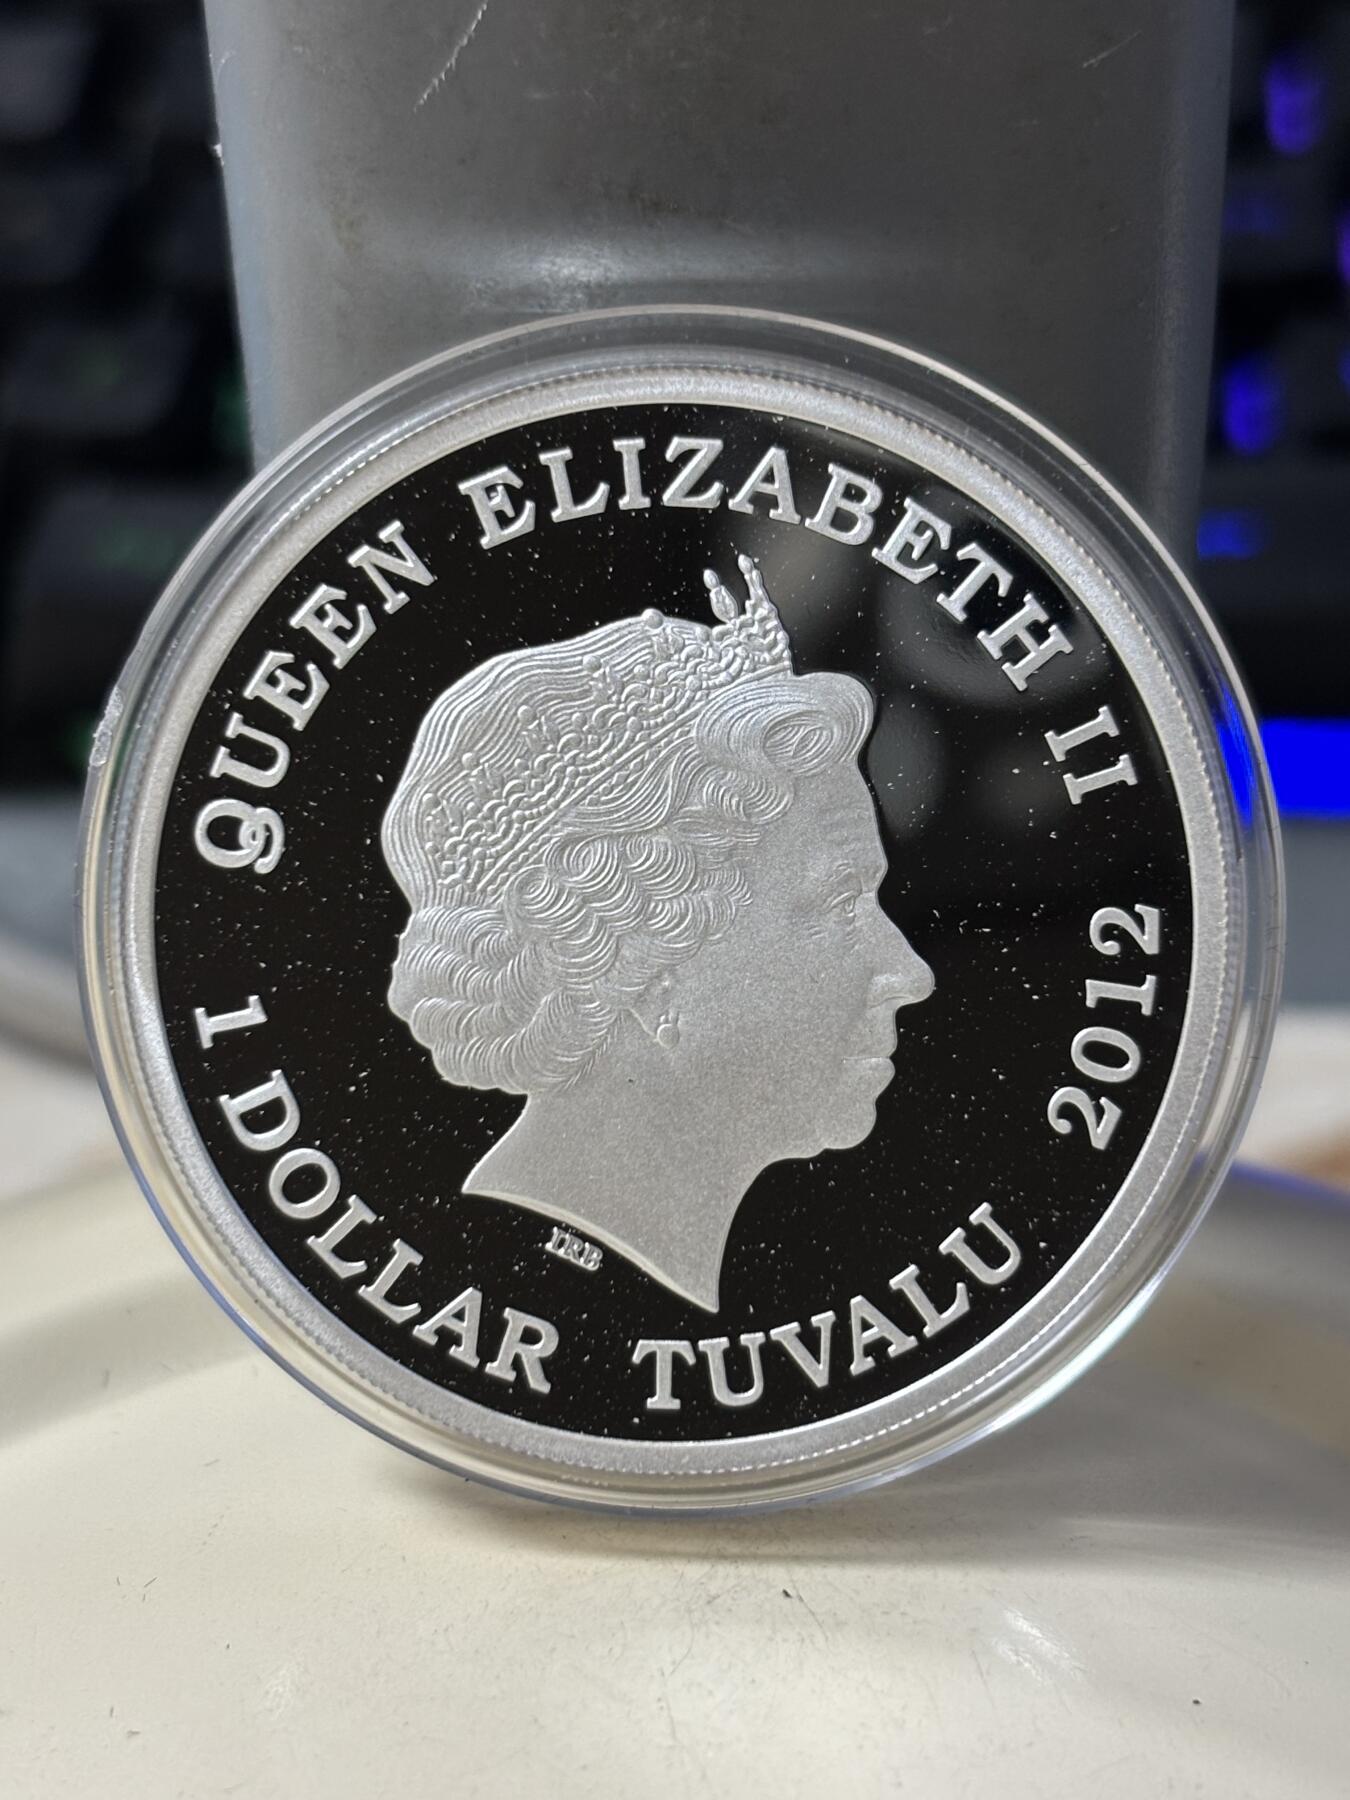 QUEEN ELIZABETH II 2012
1 DOLLAR TUVALU
IRB